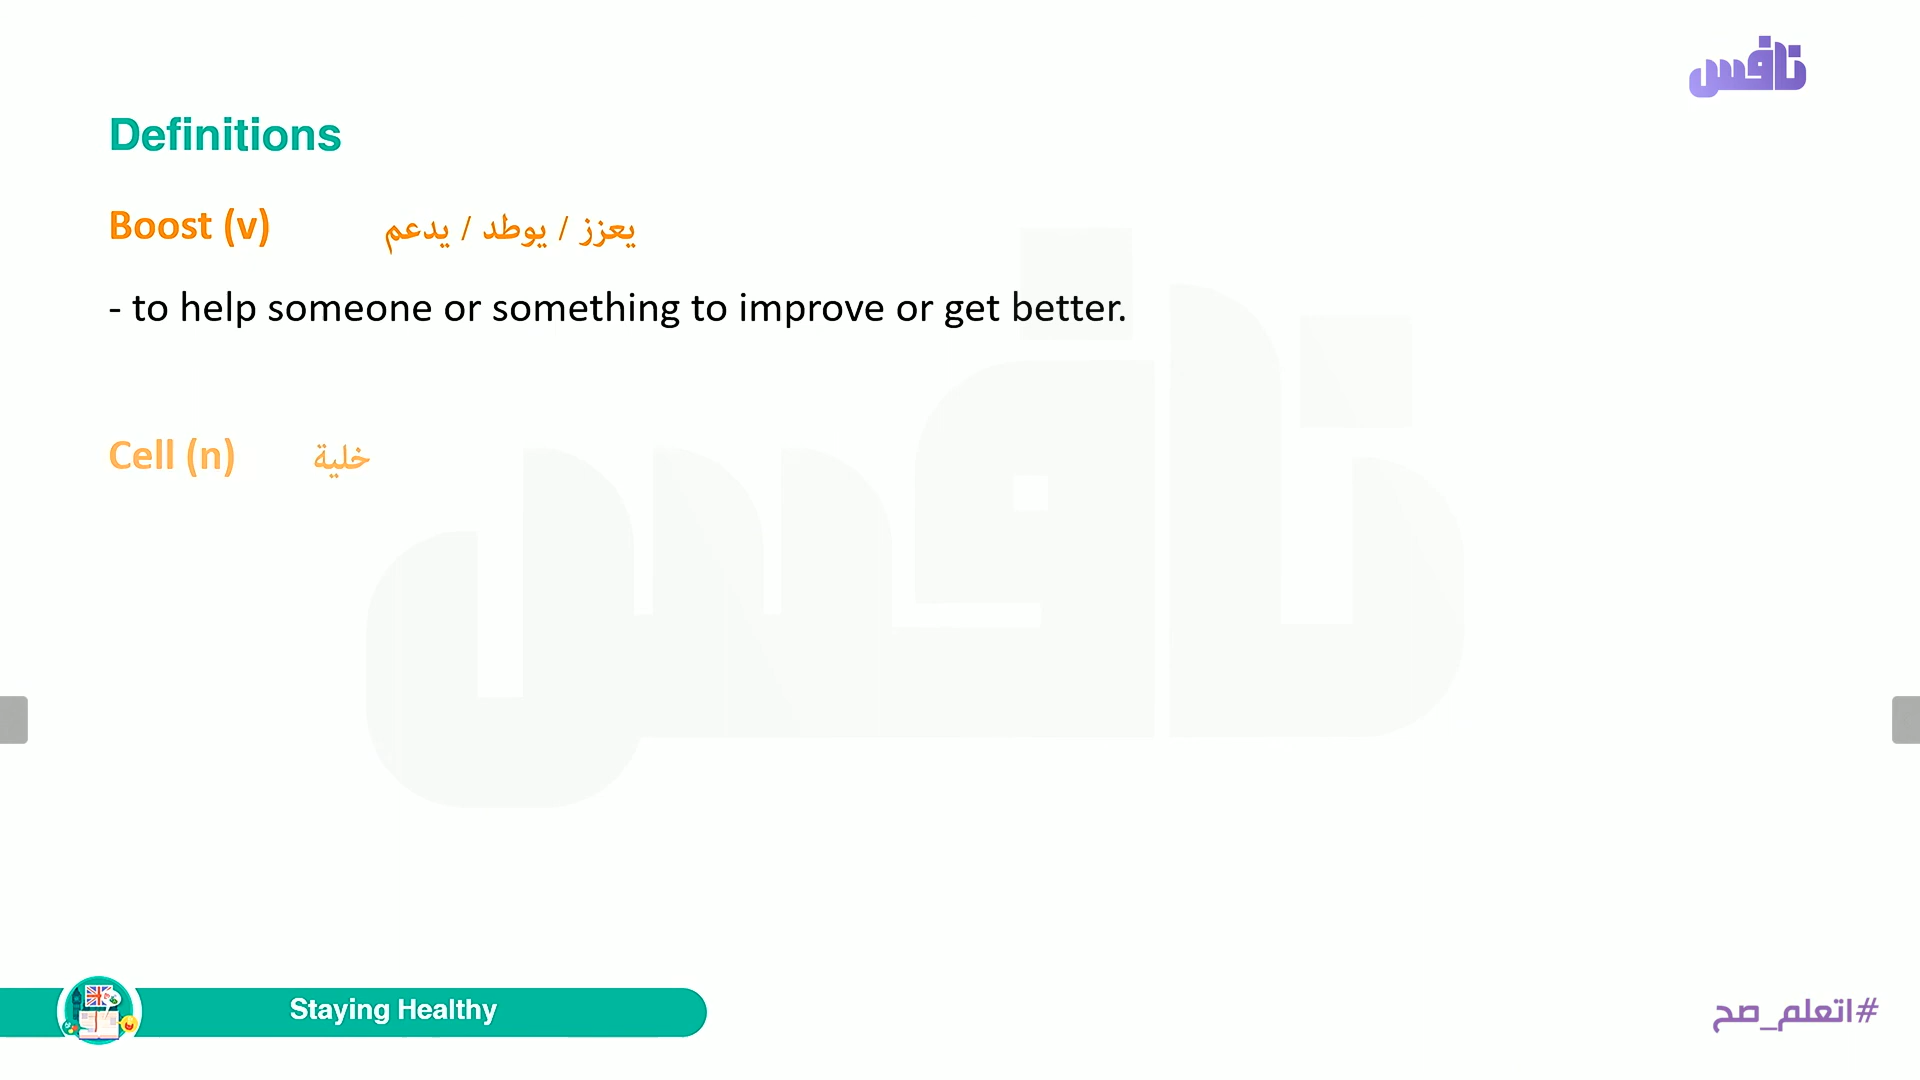 نافس
Definitions
Boost (v) يعزز / يوطد / يدعم
- to help someone or something to improve or get better.
Cell (n) خلية
Staying Healthy
#اتعلم_صح